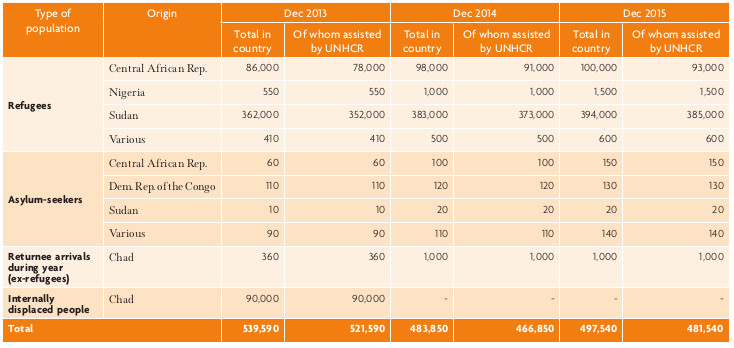 Type of population Origin Dec 2013 Dec 2014 Dec 2015
Total in country Of whom assisted by UNHCR Total in country Of whom assisted by UNHCR Total in country Of whom assisted by UNHCR
Refugees
Central African Rep. 86,000 78,000 98,000 91,000 100,000 93,000
Nigeria 550 550 1,000 1,000 1,500 1,500
Sudan 362,000 352,000 383,000 373,000 394,000 385,000
Various 410 410 500 500 600 600
Asylum-seekers
Central African Rep. 60 60 100 100 150 150
Dem. Rep. of the Congo 110 110 120 120 130 130
Sudan 10 10 20 20 20 20
Various 90 90 110 110 140 140
Returnee arrivals during year (ex-refugees) Chad 360 360 1,000 1,000 1,000 1,000
Internally displaced people Chad 90,000 90,000 - - - -
Total 539,590 521,590 483,850 466,850 497,540 481,540